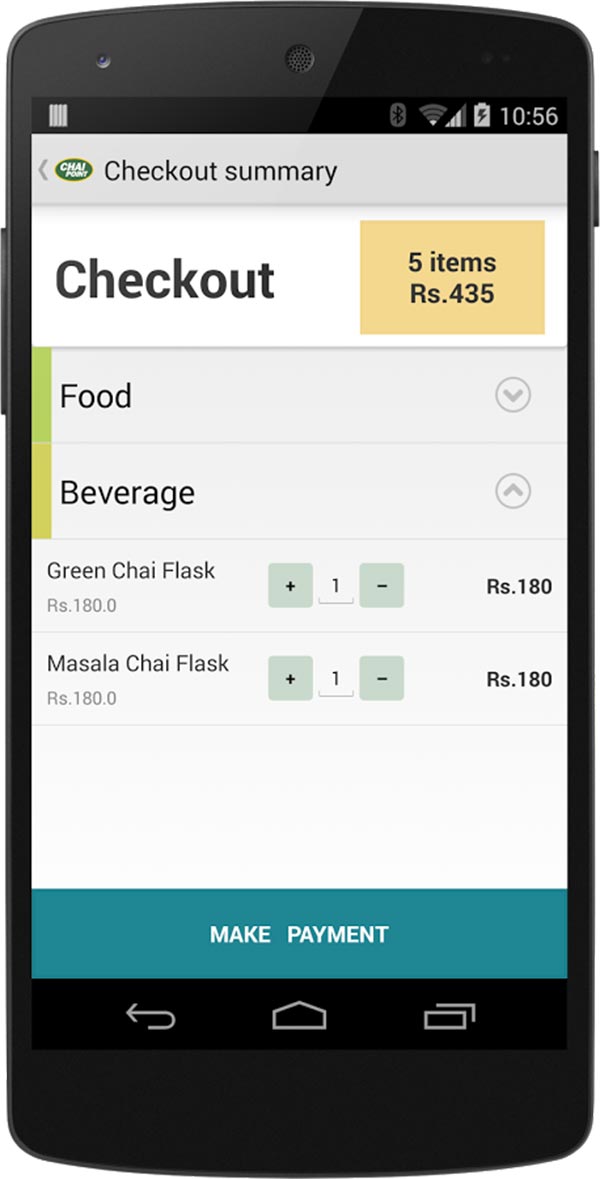 10:56
CHAI
POINT
Checkout summary
Checkout
5 items
Rs.435
Food
Beverage
Green Chai Flask
Rs.180.0
+ 1 -
Rs.180
Masala Chai Flask
Rs.180.0
+ 1 -
Rs.180
MAKE PAYMENT